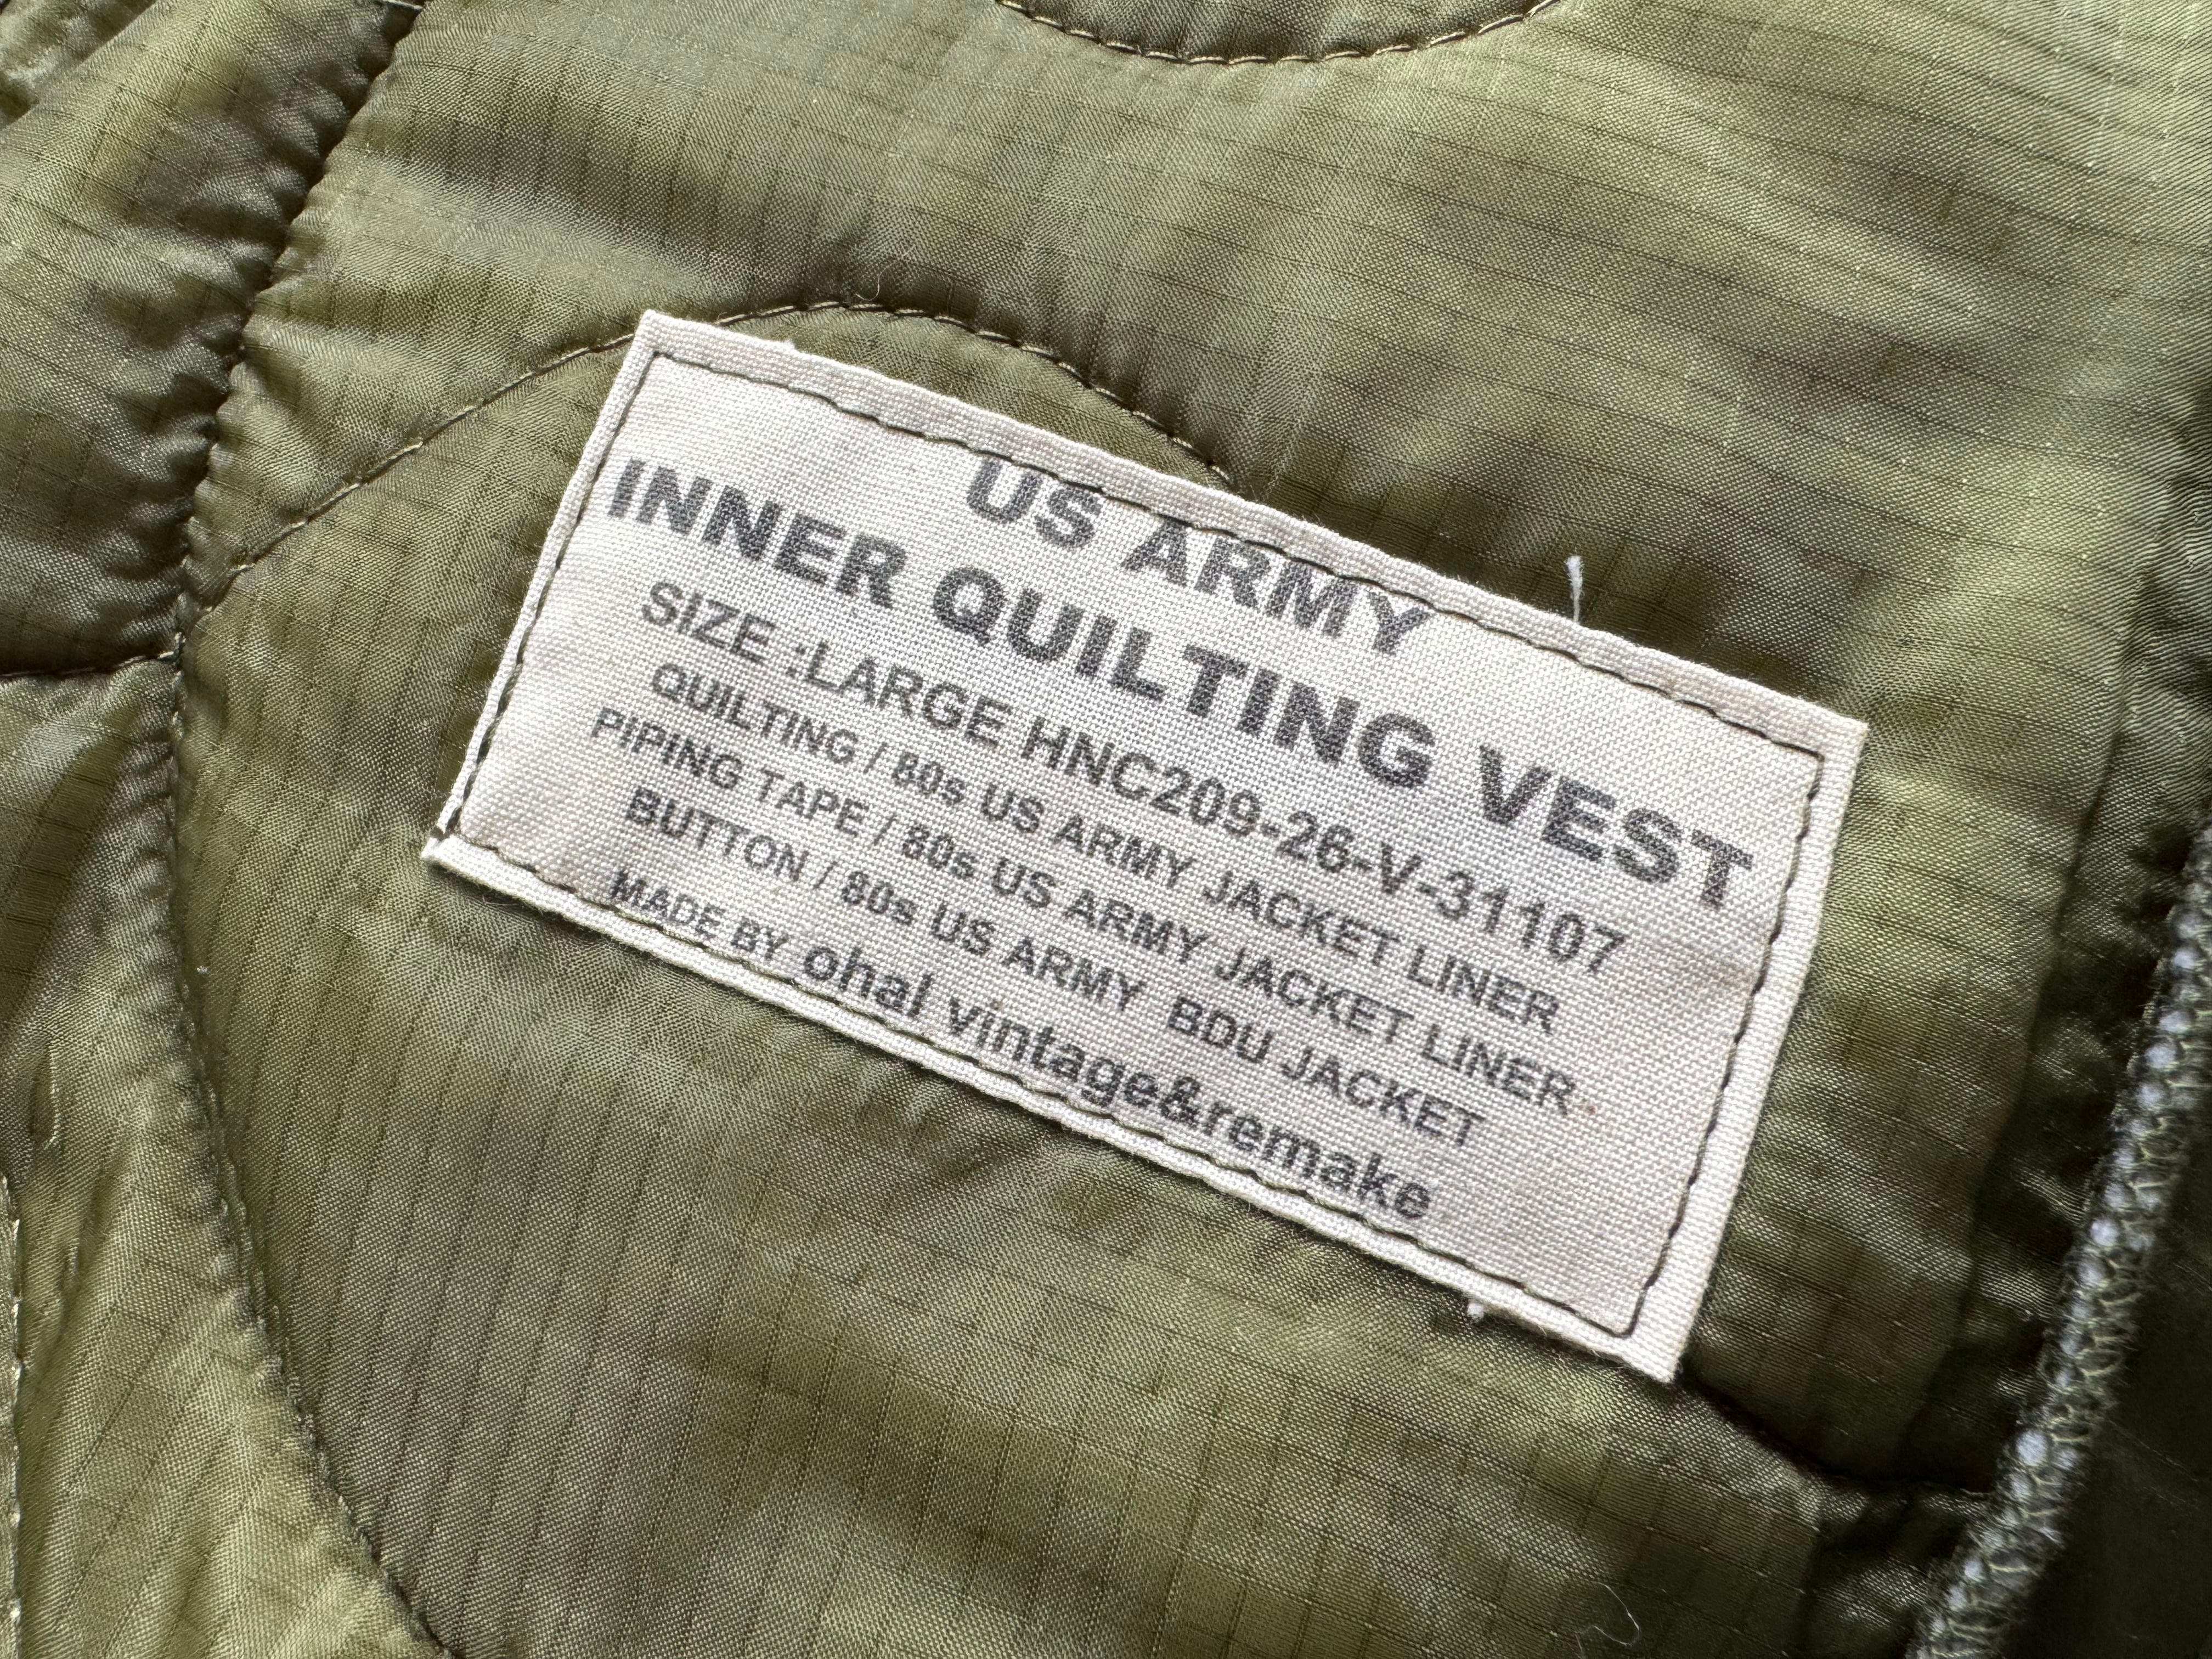 US ARMY
INNER QUILTING VEST
SIZE :LARGE HNC209-26-V-31107
QUILTING / 80s US ARMY JACKET LINER
PIPING TAPE / 80s US ARMY JACKET LINER
BUTTON / 80s US ARMY BDU JACKET
MADE BY ohal vintage&remake